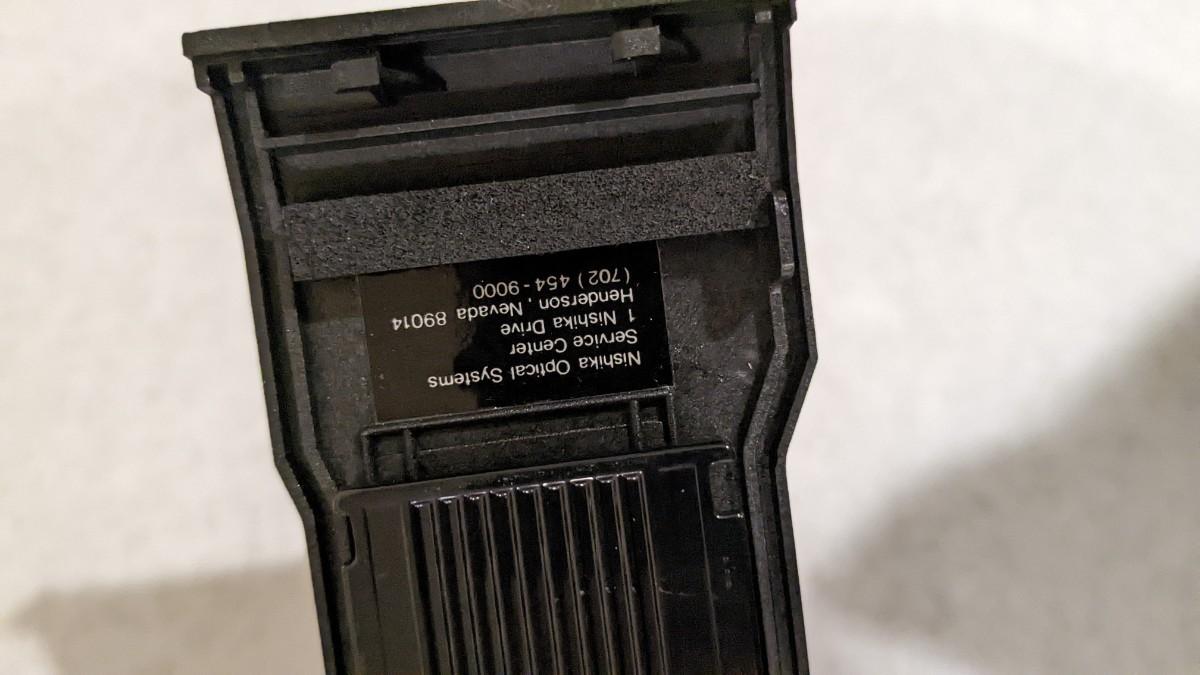 Nishika Optical Systems
Service Center
1 Nishika Drive
Henderson , Nevada 89014
(702) 454-9000